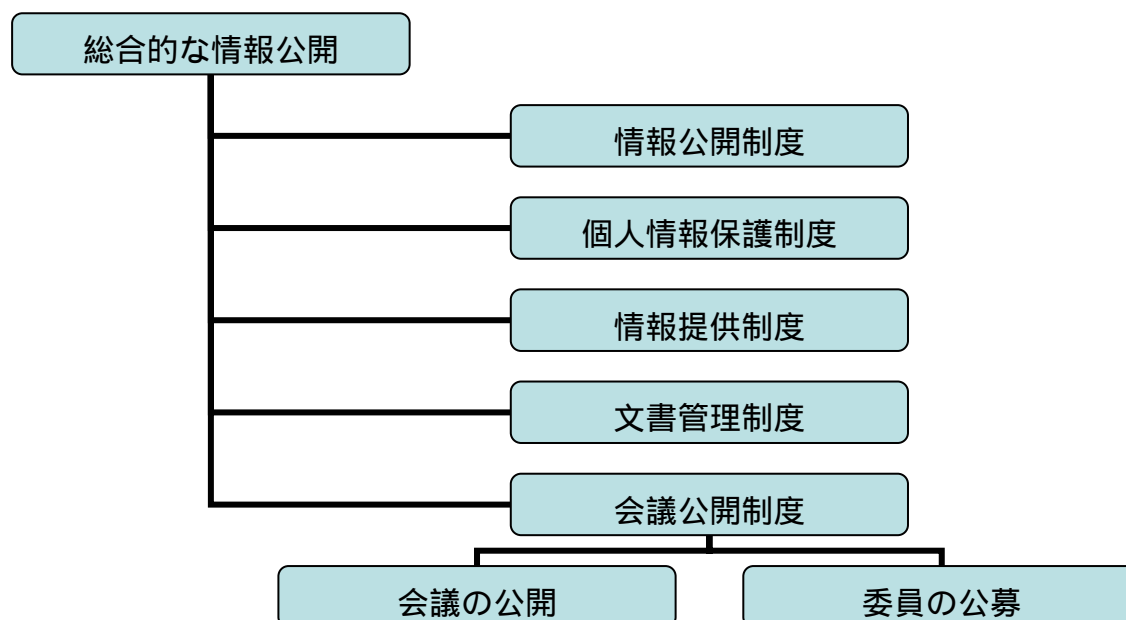 総合的な情報公開
情報公開制度
個人情報保護制度
情報提供制度
文書管理制度
会議公開制度
会議の公開
委員の公募